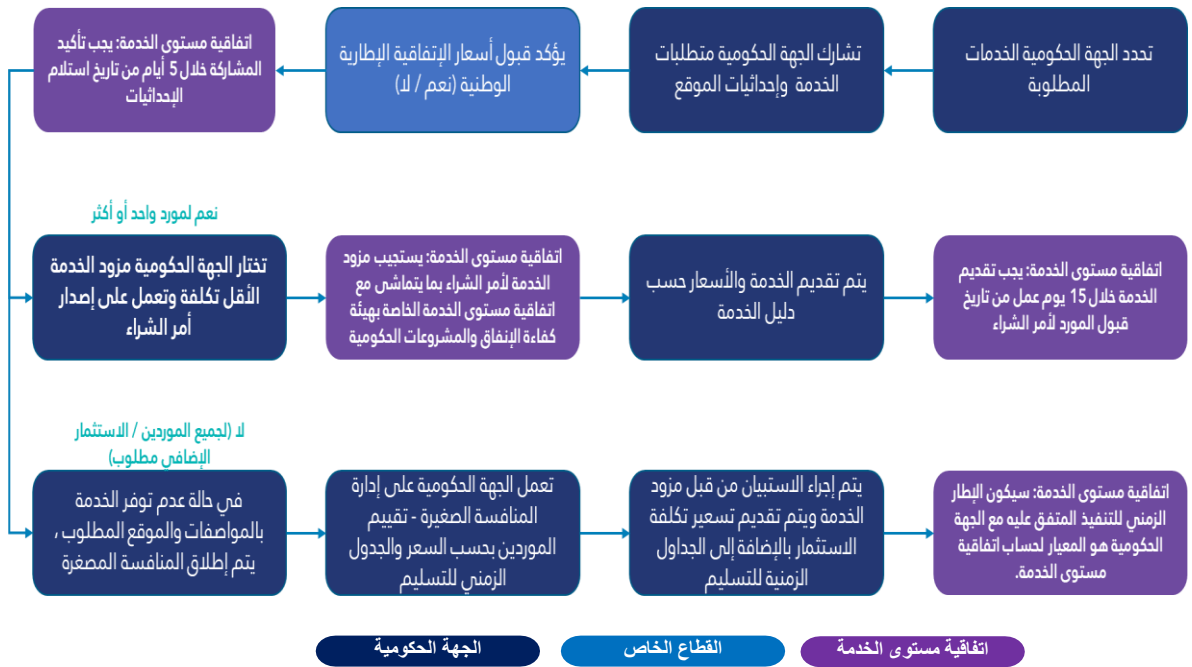 تحدد الجهة الحكومية الخدمات
المطلوبة
تشارك الجهة الحكومية متطلبات
الخدمة وإحداثيات الموقع
يؤكد قبول أسعار الإتفاقية الإطارية
الوطنية (نعم / لا)
اتفاقية مستوى الخدمة: يجب تأكيد
المشاركة خلال 5 أيام من تاريخ استلام
الإحداثيات
نعم لمورد واحد أو أكثر
تختار الجهة الحكومية مزود الخدمة
الأقل تكلفة وتعمل على إصدار
أمر الشراء
اتفاقية مستوى الخدمة: يستجيب مزود
الخدمة لأمر الشراء بما يتماشى مع
اتفاقية مستوى الخدمة الخاصة بهيئة
كفاءة الإنفاق والمشروعات الحكومية
يتم تقديم الخدمة والأسعار حسب
دليل الخدمة
اتفاقية مستوى الخدمة: يجب تقديم
الخدمة خلال 15 يوم عمل من تاريخ
قبول المورد لأمر الشراء
لا (لجميع الموردين / الاستثمار
الإضافي مطلوب)
في حالة عدم توفر الخدمة
بالمواصفات والموقع المطلوب ،
يتم إطلاق المنافسة المصغرة
تعمل الجهة الحكومية على إدارة
المنافسة الصغيرة - تقييم
الموردين بحسب السعر والجدول
الزمني للتسليم
يتم إجراء الاستبيان من قبل مزود
الخدمة ويتم تقديم تسعير تكلفة
الاستثمار بالإضافة إلى الجداول
الزمنية للتسليم
اتفاقية مستوى الخدمة: سيكون الإطار
الزمني للتنفيذ المتفق عليه مع الجهة
الحكومية هو المعيار لحساب اتفاقية
مستوى الخدمة.
اتفاقية مستوى الخدمة
القطاع الخاص
الجهة الحكومية